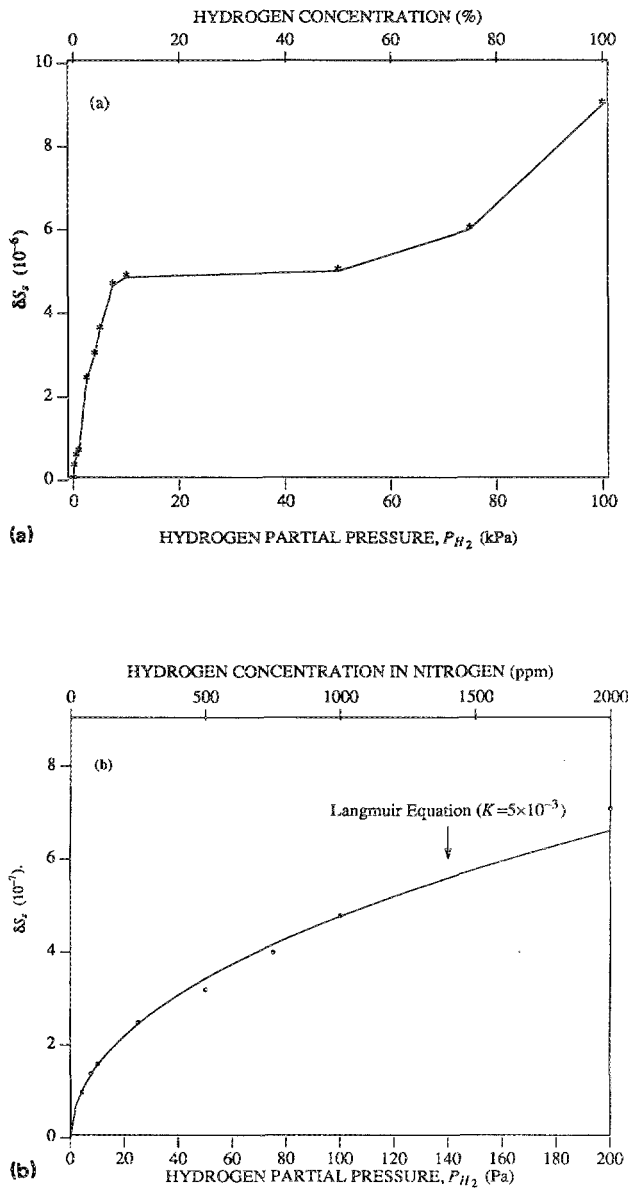 HYDROGEN CONCENTRATION (%)
0 20 40 60 80 100
10
8
6
4
2
0
(a)
δSₛ (10⁻⁶)
0 20 40 60 80 100
(a)
HYDROGEN PARTIAL PRESSURE, P_H₂ (kPa)
HYDROGEN CONCENTRATION IN NITROGEN (ppm)
0 500 1000 1500 2000
(b)
8
6
4
2
0
Langmuir Equation (K=5×10⁻³)
δSₛ (10⁻⁷).
0 20 40 60 80 100 120 140 160 180 200
(b)
HYDROGEN PARTIAL PRESSURE, P_H₂ (Pa)